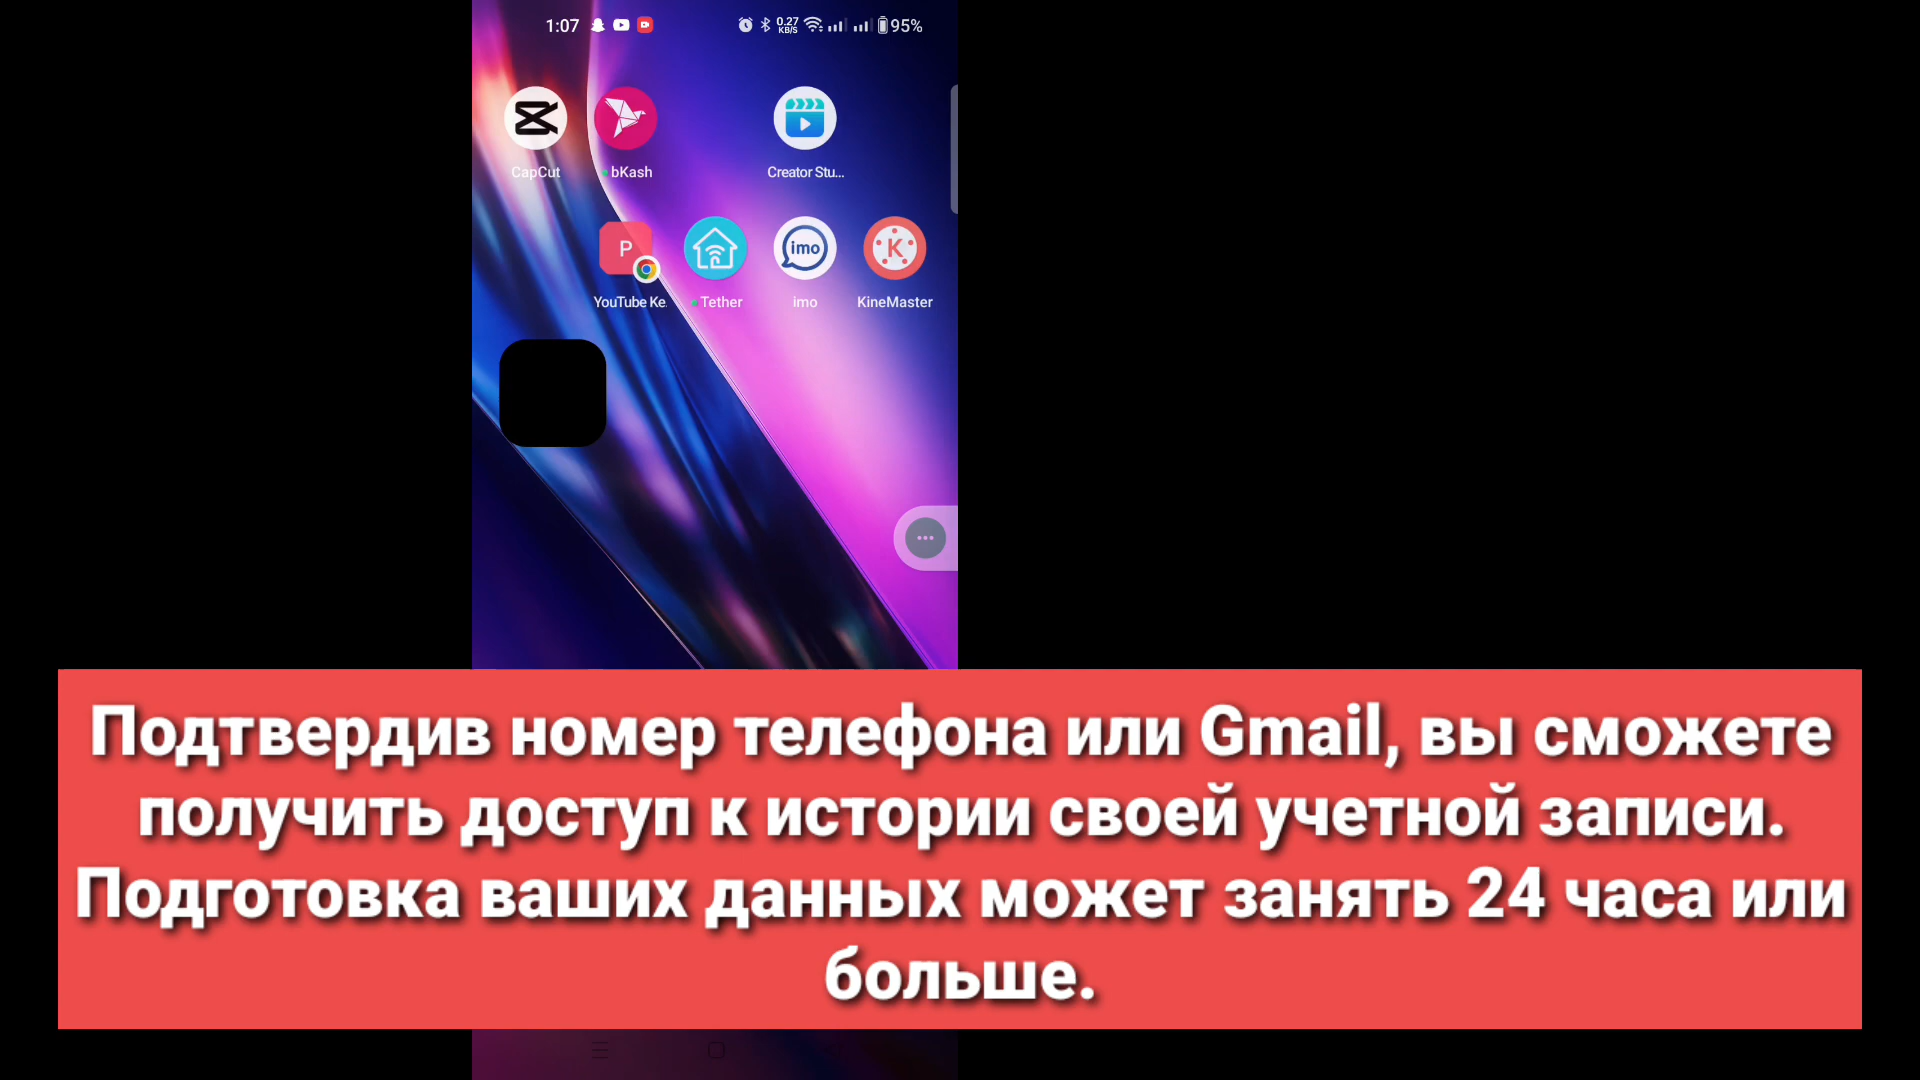 1:07 0.27 KB/S 95%
CapCut bKash Creator Stu...
P imo K
YouTube Ke. Tether imo KineMaster
Подтвердив номер телефона или Gmail, вы сможете
получить доступ к истории своей учетной записи.
Подготовка ваших данных может занять 24 часа или
больше.